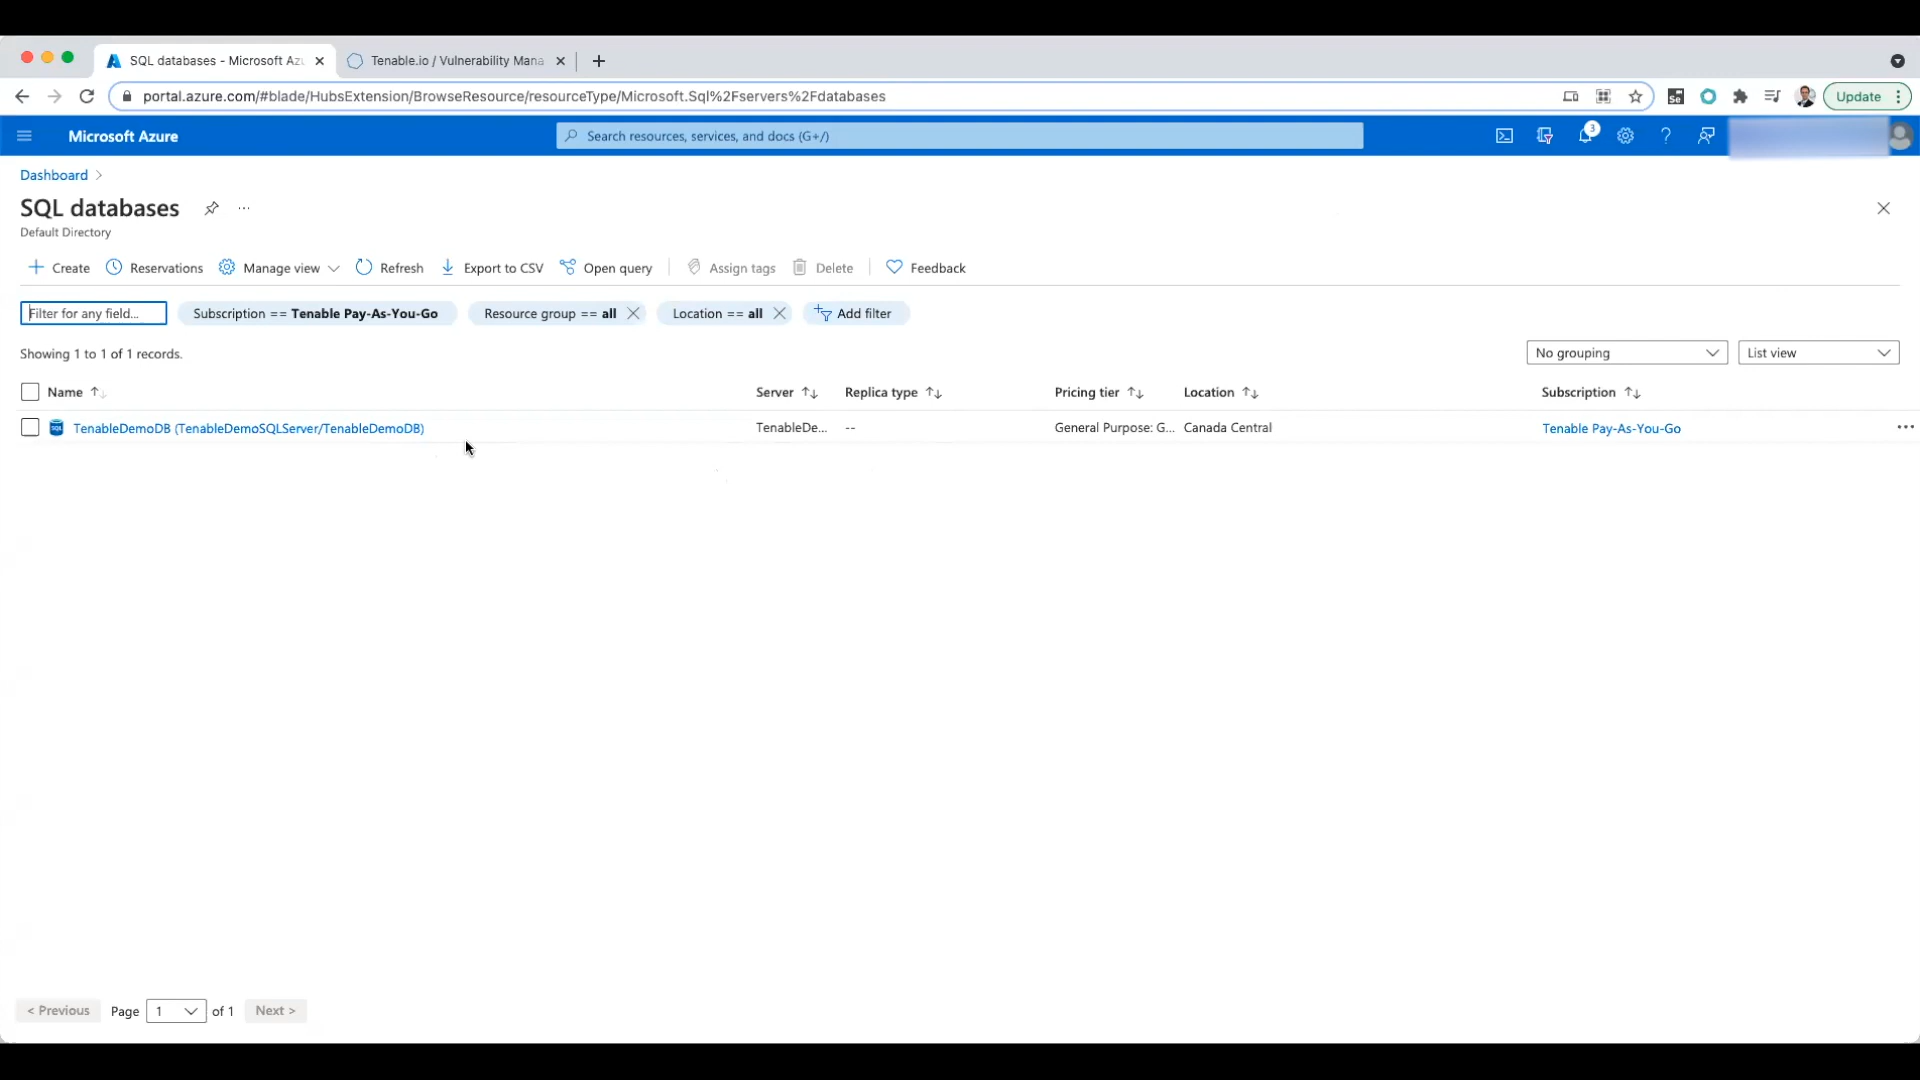 SQL databases - Microsoft Azu
Tenable.io / Vulnerability Mana
portal.azure.com/#blade/HubsExtension/BrowseResource/resourceType/Microsoft.Sql%2Fservers%2Fdatabases
Se
Update
Microsoft Azure
Search resources, services, and docs (G+/)
3
Dashboard >
SQL databases
...
Default Directory
Create
Reservations
Manage view
Refresh
Export to CSV
Open query
Assign tags
Delete
Feedback
Filter for any field...
Subscription == Tenable Pay-As-You-Go
Resource group == all
Location == all
Add filter
Showing 1 to 1 of 1 records.
No grouping
List view
Name
Server
Replica type
Pricing tier
Location
Subscription
SQL
TenableDemoDB (TenableDemoSQLServer/TenableDemoDB)
TenableDe...
--
General Purpose: G...
Canada Central
Tenable Pay-As-You-Go
...
< Previous
Page 1 of 1
Next >